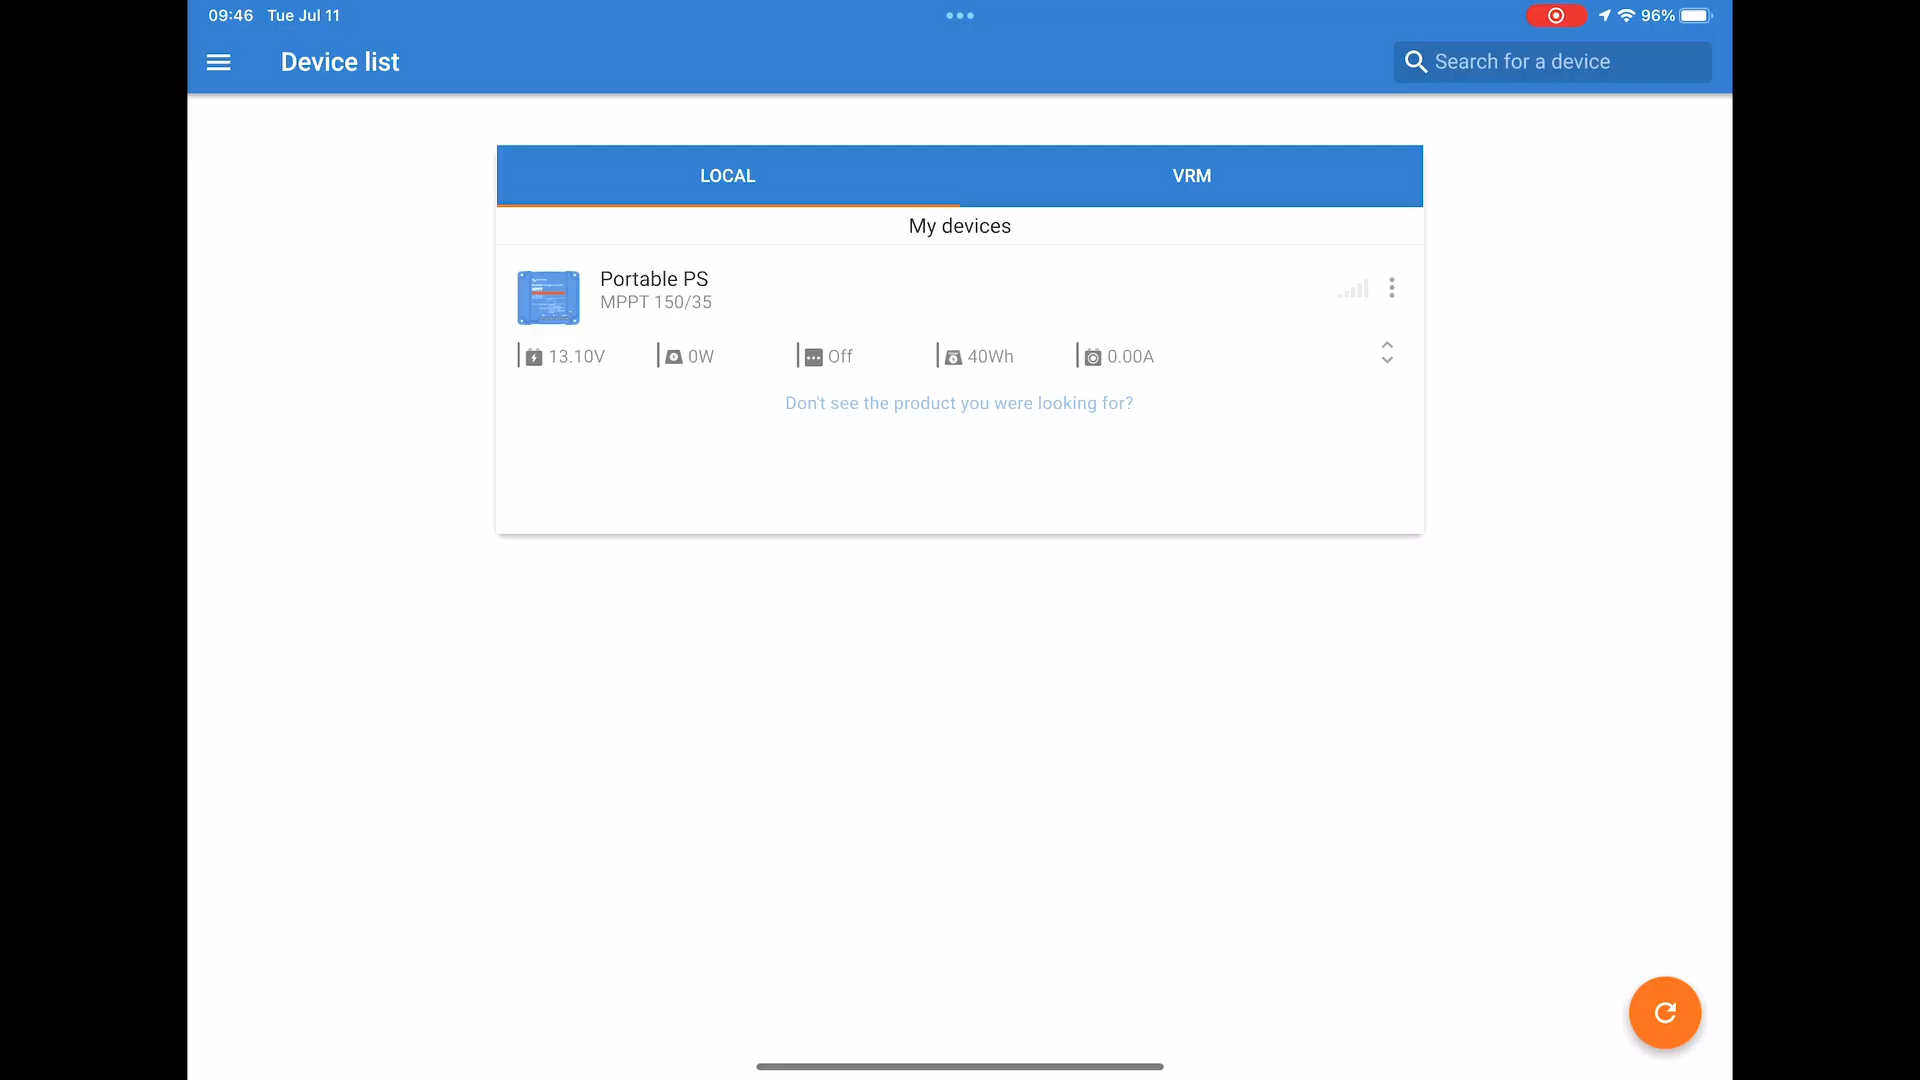 09:46 Tue Jul 11
96%
Device list
Search for a device
LOCAL
VRM
My devices
Portable PS
MPPT 150/35
13.10V
0W
Off
40Wh
0.00A
Don't see the product you were looking for?